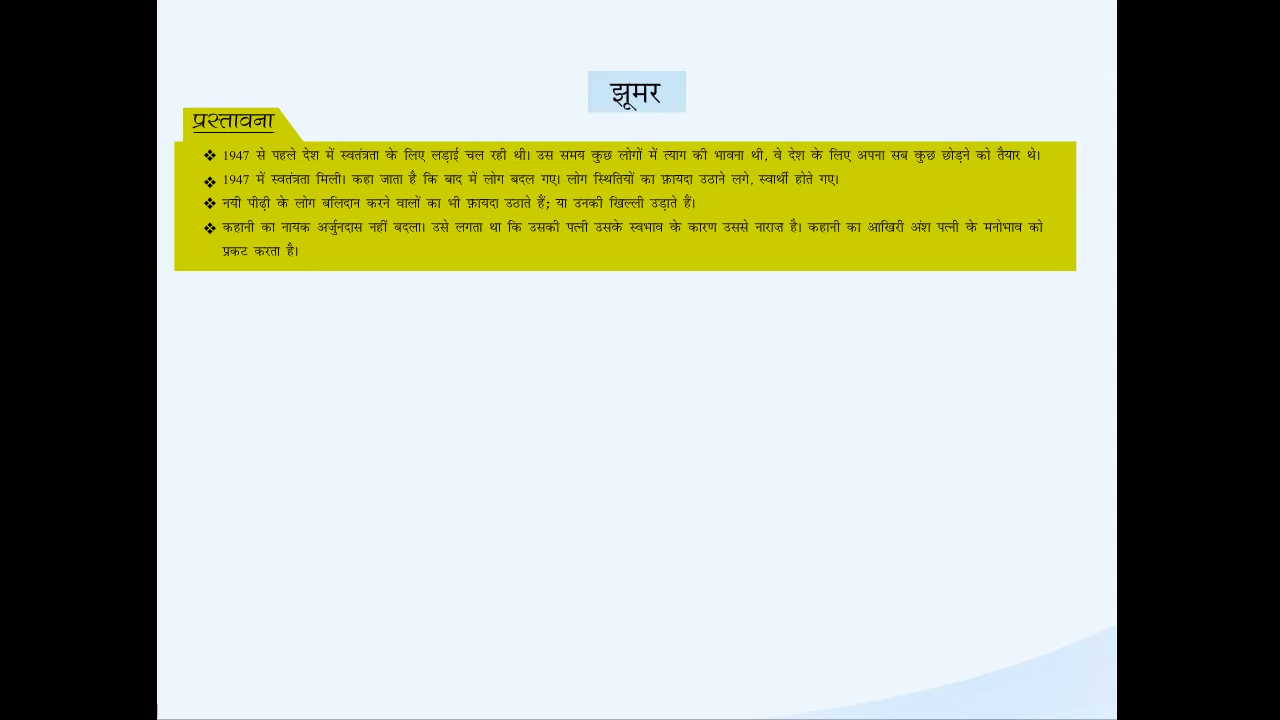 झूमर
प्रस्तावना
❖ 1947 से पहले देश में स्वतंत्रता के लिए लड़ाई चल रही थी। उस समय कुछ लोगों में त्याग की भावना थी, वे देश के लिए अपना सब कुछ छोड़ने को तैयार थे।
❖ 1947 में स्वतंत्रता मिली। कहा जाता है कि बाद में लोग बदल गए। लोग स्थितियों का फ़ायदा उठाने लगे, स्वार्थी होते गए।
❖ नयी पीढ़ी के लोग बलिदान करने वालों का भी फ़ायदा उठाते हैं; या उनकी खिल्ली उड़ाते हैं।
❖ कहानी का नायक अर्जुनदास नहीं बदला। उसे लगता था कि उसकी पत्नी उसके स्वभाव के कारण उससे नाराज़ है। कहानी का आखिरी अंश पत्नी के मनोभाव को
प्रकट करता है।